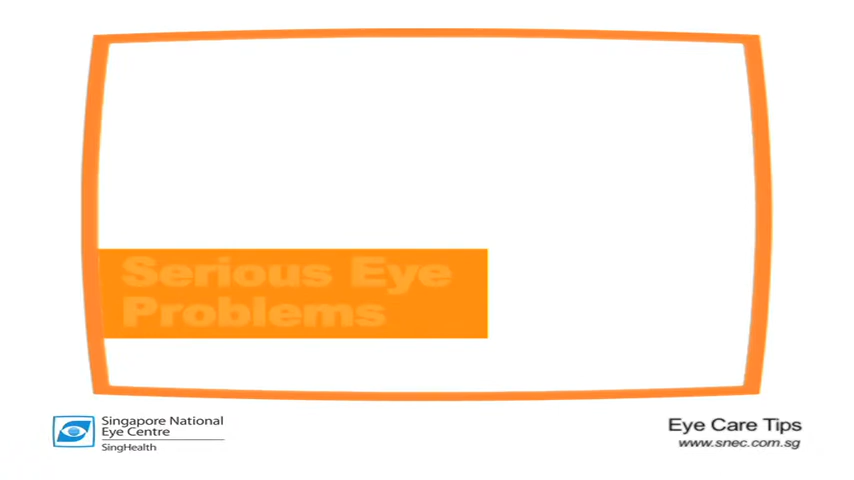 Serious Eye
Problems
Singapore National
Eye Centre
SingHealth
Eye Care Tips
www.snec.com.sg